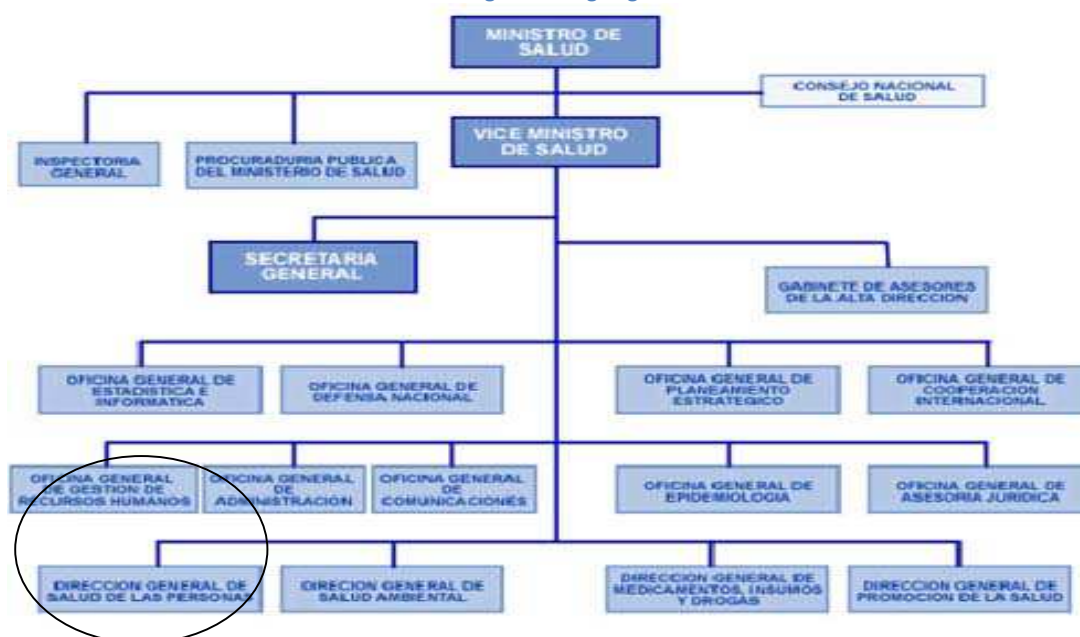 MINISTRO DE
SALUD
CONSEJO NACIONAL
DE SALUD
VICE MINISTRO
DE SALUD
INSPECTORIA
GENERAL
PROCURADURIA PUBLICA
DEL MINISTERIO DE SALUD
SECRETARIA
GENERAL
GABINETE DE ASESORES
DE LA ALTA DIRECCION
OFICINA GENERAL DE
ESTADISTICA E
INFORMATICA
OFICINA GENERAL DE
DEFENSA NACIONAL
OFICINA GENERAL DE
PLANEAMIENTO
ESTRATEGICO
OFICINA GENERAL DE
COOPERACION
INTERNACIONAL
OFICINA GENERAL
DE GESTION DE
RECURSOS HUMANOS
OFICINA GENERAL
DE
ADMINISTRACION
OFICINA GENERAL
DE
COMUNICACIONES
OFICINA GENERAL DE
EPIDEMIOLOGIA
OFICINA GENERAL DE
ASESORIA JURIDICA
DIRECCION GENERAL DE
SALUD DE LAS PERSONAS
DIRECION GENERAL DE
SALUD AMBIENTAL
DIRECCION GENERAL DE
MEDICAMENTOS, INSUMOS
Y DROGAS
DIRECCION GENERAL DE
PROMOCION DE LA SALUD